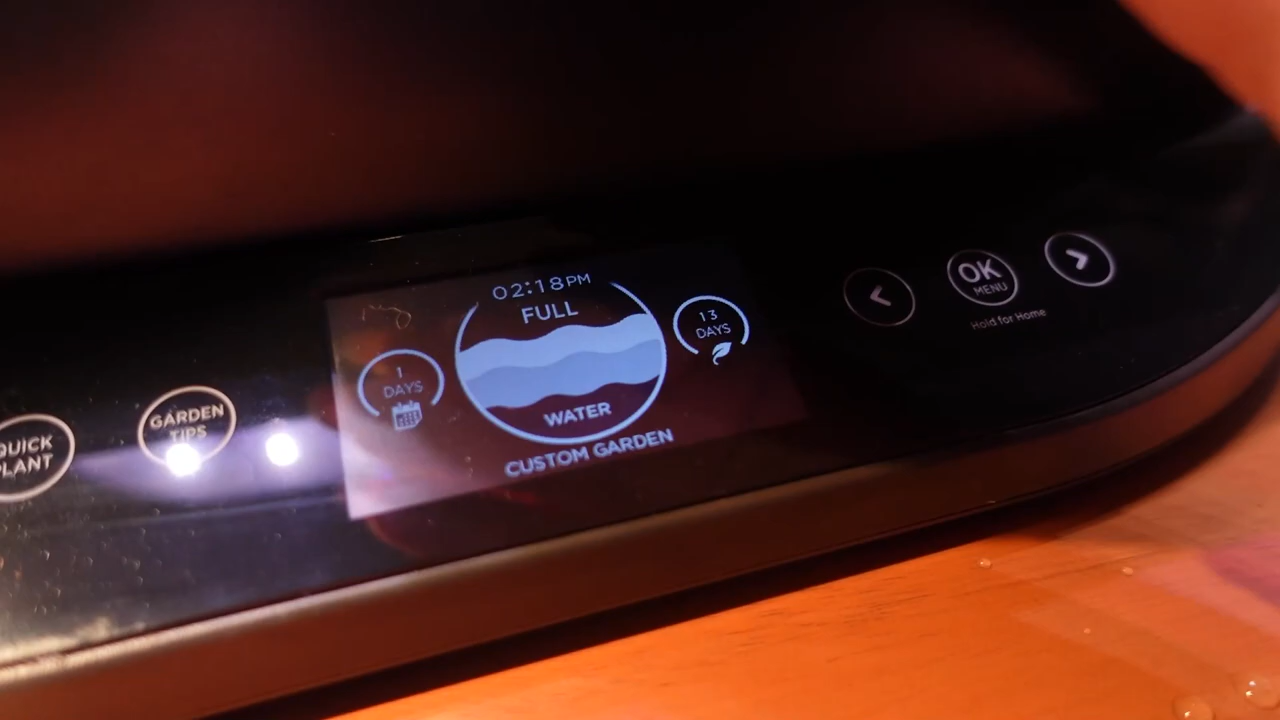 02:18PM
FULL
WATER
CUSTOM GARDEN
1
DAYS
13
DAYS
QUICK
PLANT
GARDEN
TIPS
OK
MENU
Hold for Home